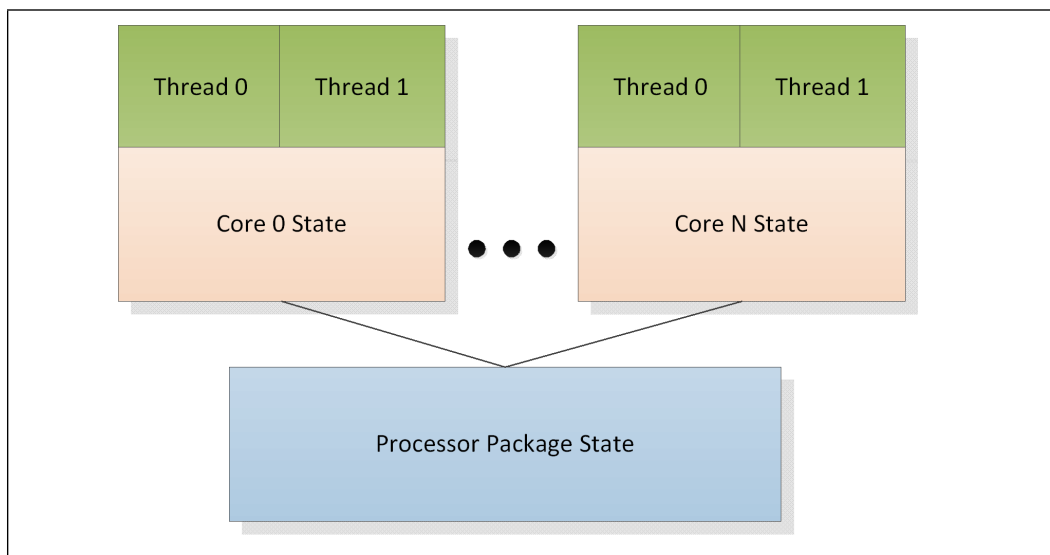 Thread 0
Thread 1
Thread 0
Thread 1
Core 0 State
Core N State
Processor Package State